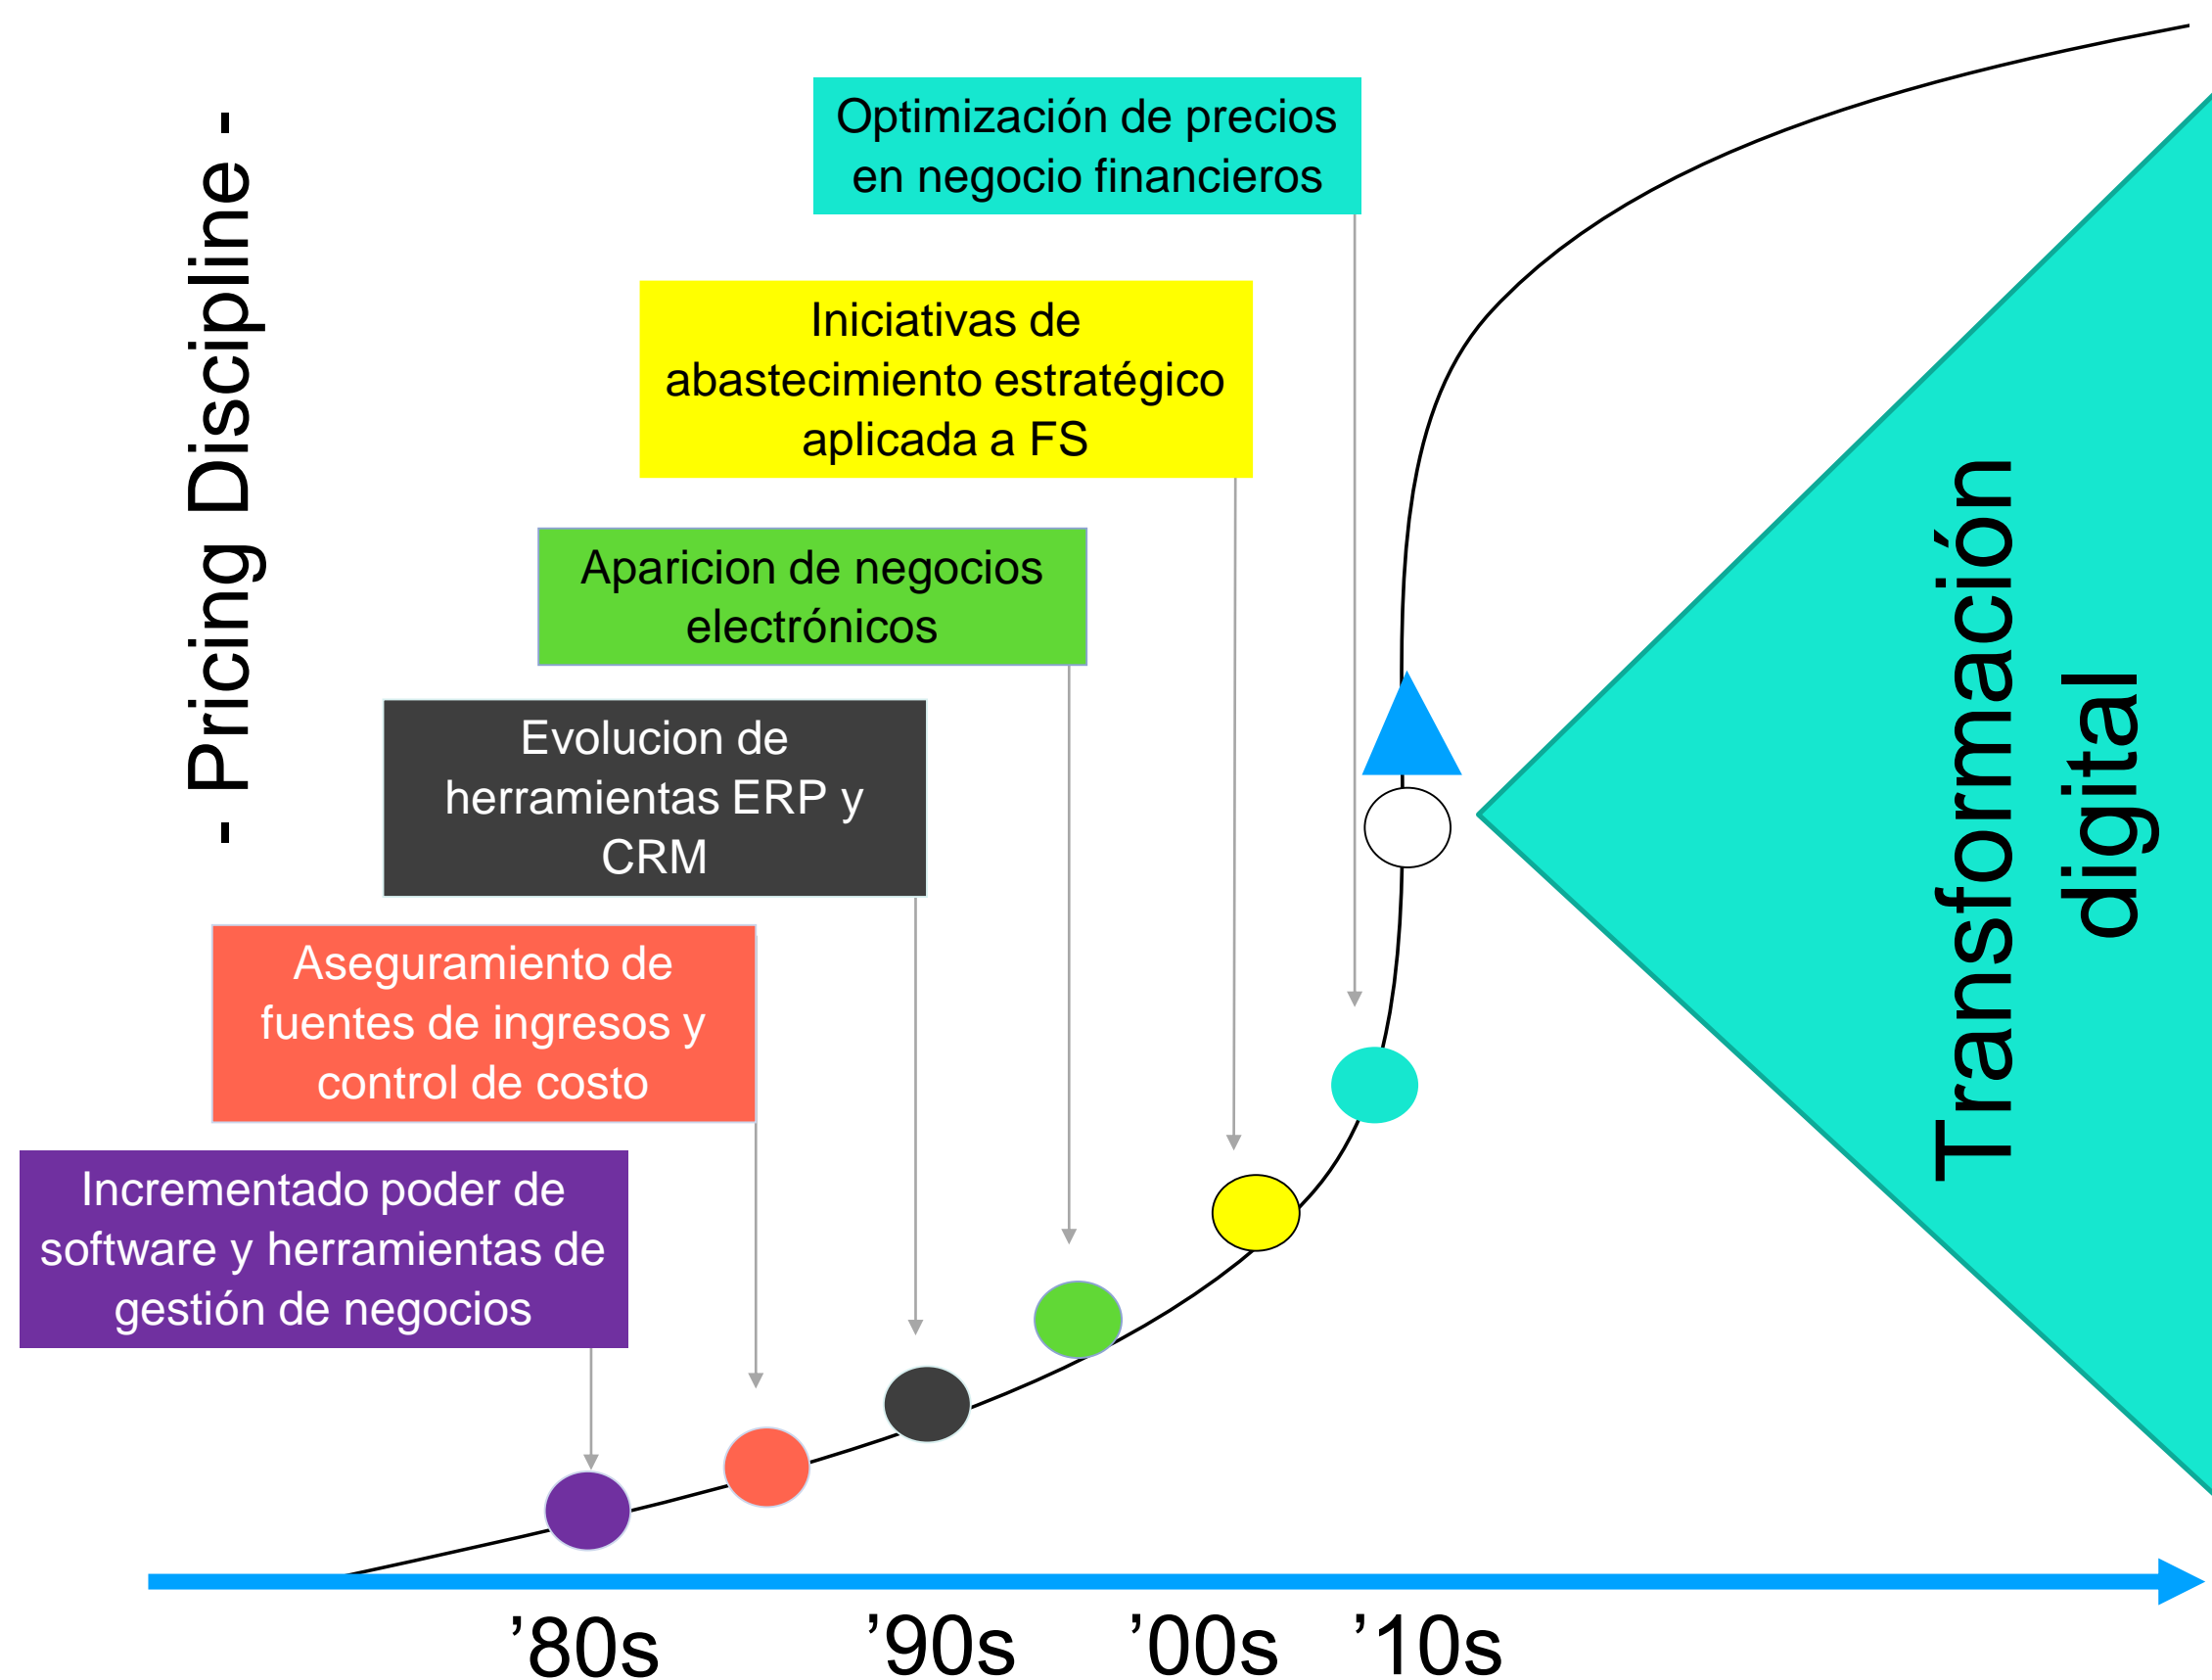 - Pricing Discipline -
Optimización de precios
en negocio financieros
Iniciativas de
abastecimiento estratégico
aplicada a FS
Aparicion de negocios
electrónicos
Evolucion de
herramientas ERP y
CRM
Aseguramiento de
fuentes de ingresos y
control de costo
Incrementado poder de
software y herramientas de
gestión de negocios
Transformación
digital
’80s
’90s
’00s
’10s